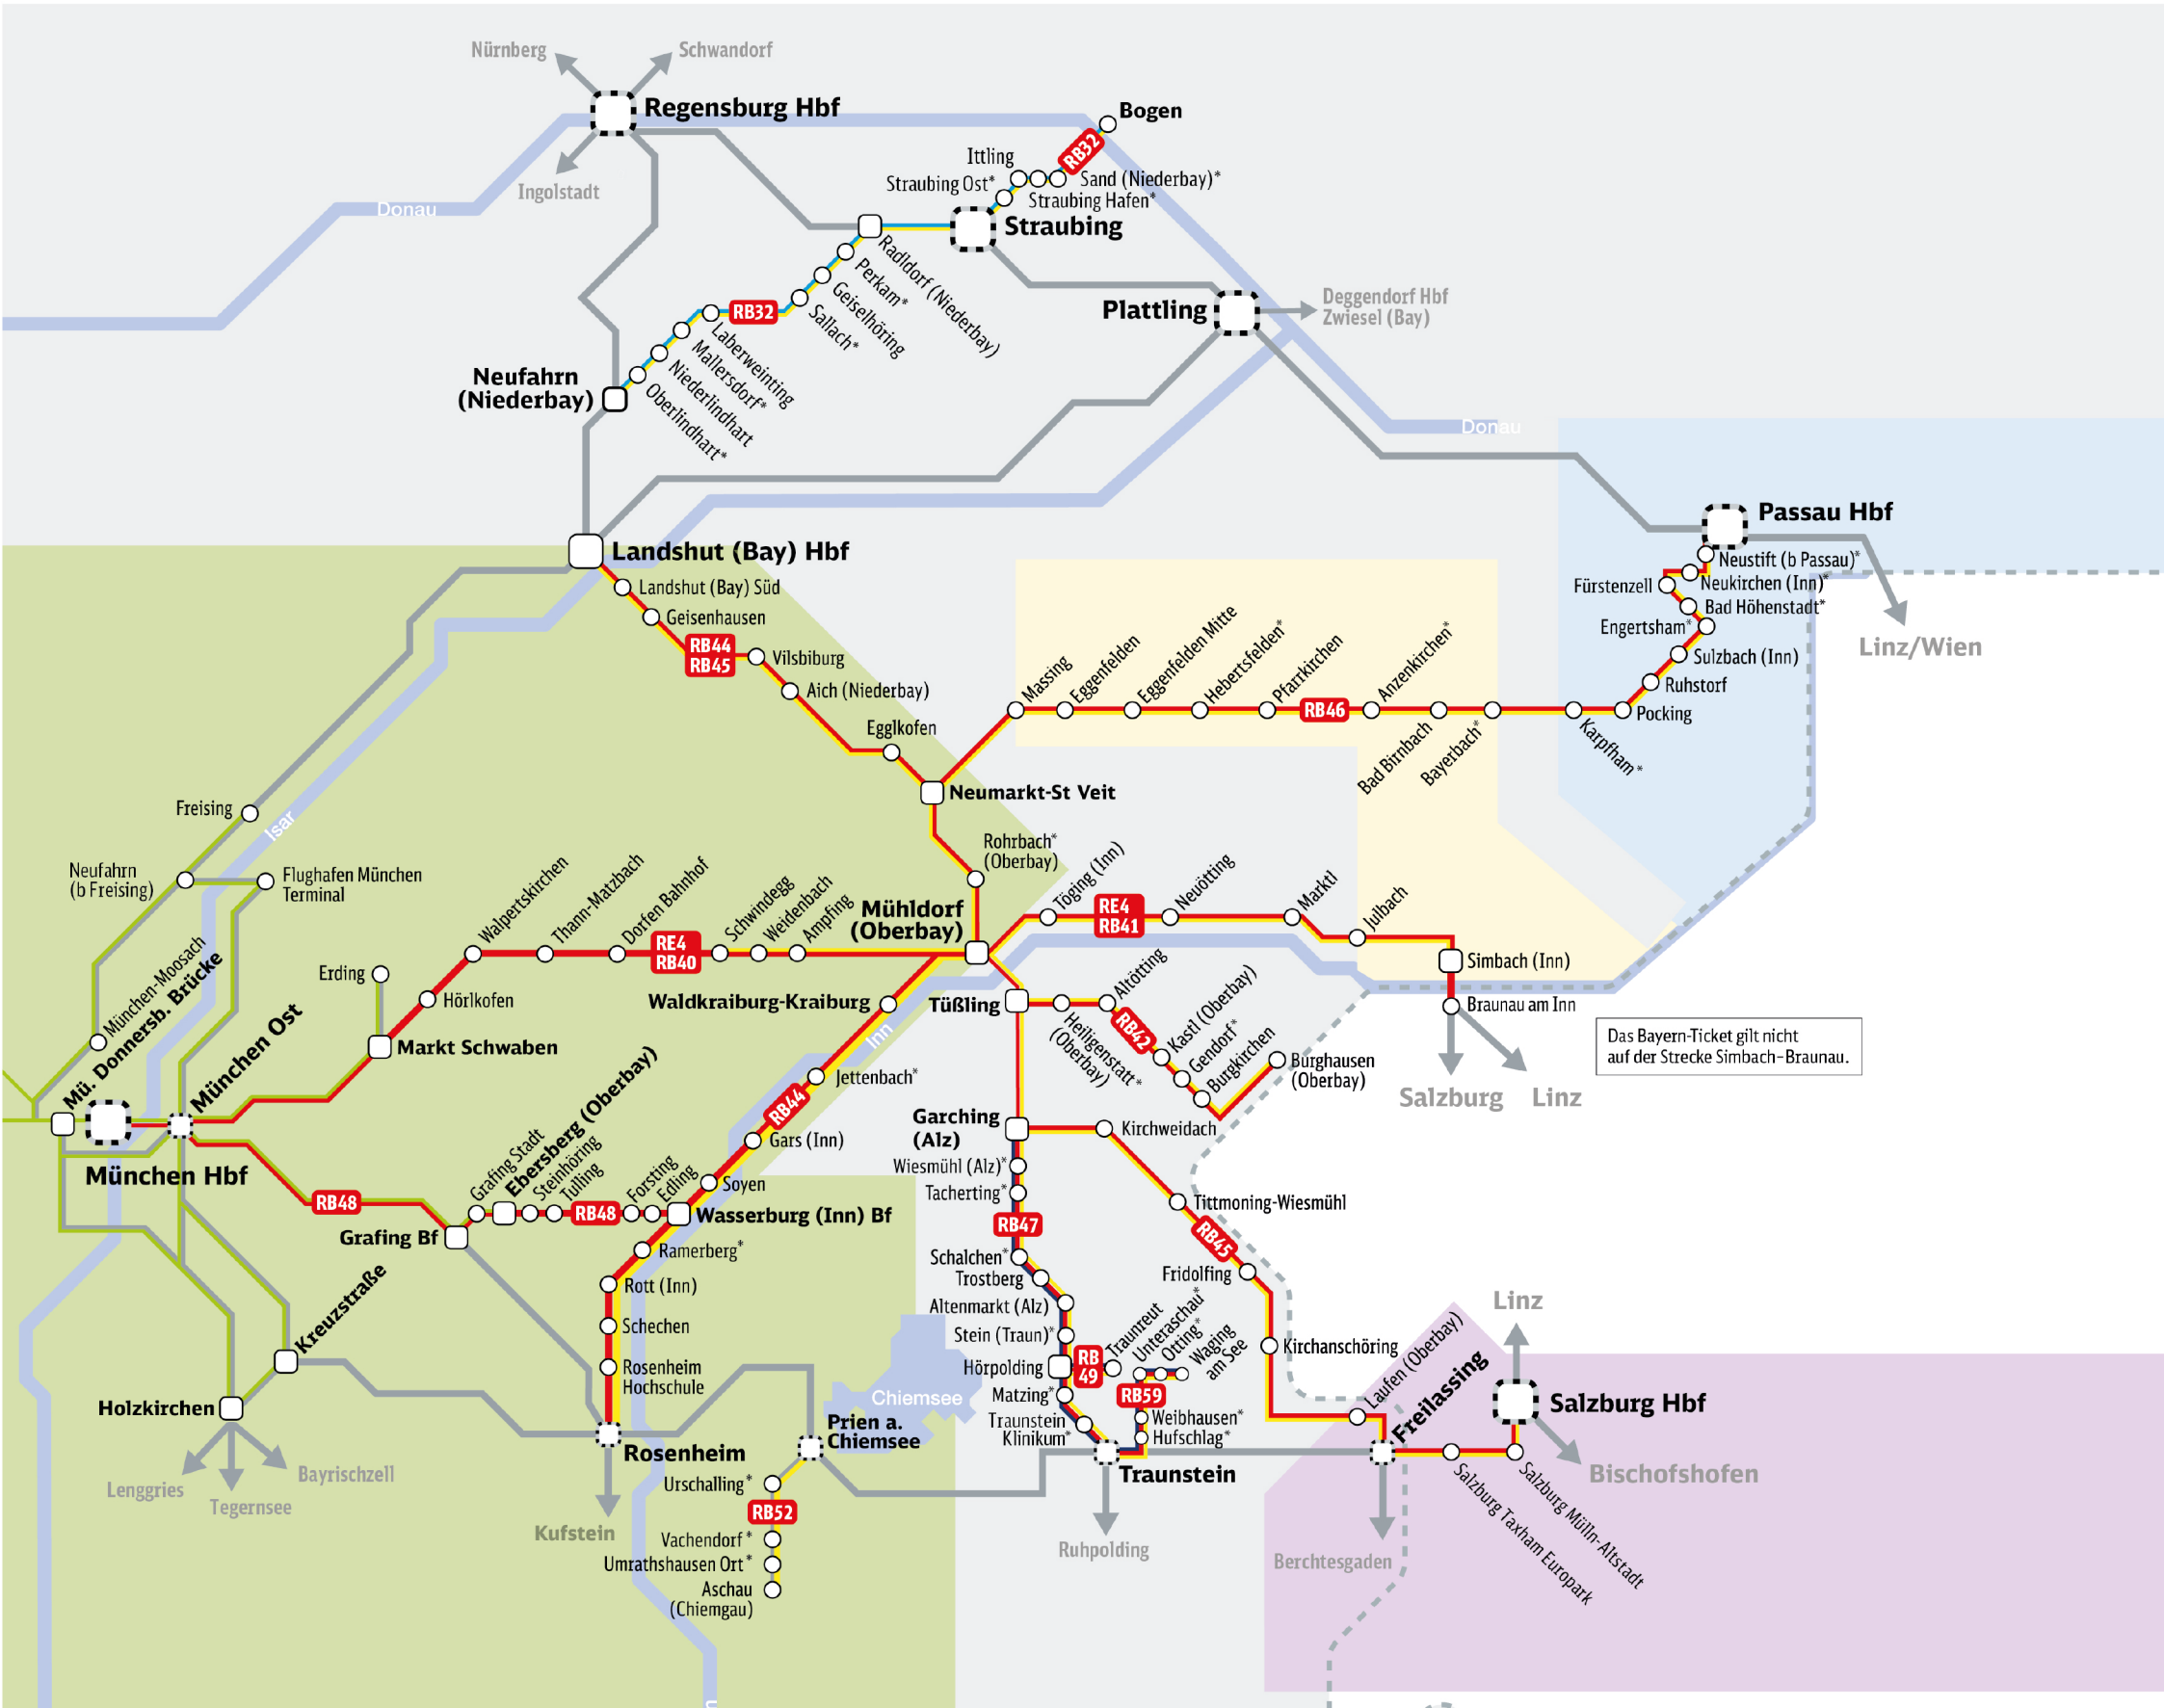 Nürnberg
Schwandorf
Regensburg Hbf
Ingolstadt
Donau
Bogen
RB32
Ittling
Straubing Ost*
Sand (Niederbay)*
Straubing Hafen*
Straubing
Radldorf (Niederbay)
Perkam*
Geiselhöring
Sallach*
RB32
Laberweinting
Mallersdorf*
Niederlindhart
Oberlindhart*
Neufahrn
(Niederbay)
Plattling
Deggendorf Hbf
Zwiesel (Bay)
Donau
Passau Hbf
Neustift (b Passau)*
Neukirchen (Inn)*
Fürstenzell
Bad Höhenstadt*
Engertsham*
Sulzbach (Inn)
Ruhstorf
Pocking
Linz/Wien
Landshut (Bay) Hbf
Landshut (Bay) Süd
Geisenhausen
RB44
RB45
Vilsbiburg
Aich (Niederbay)
Egglkofen
Neumarkt-St Veit
Massing
Eggenfelden
Eggenfelden Mitte
Hebertsfelden*
Pfarrkirchen
RB46
Anzenkirchen*
Bad Birnbach
Bayerbach*
Karpfham*
Rohrbach*
(Oberbay)
Mühldorf
(Oberbay)
Freising
Isar
Neufahrn
(b Freising)
Flughafen München
Terminal
München-Moosach
Mü. Donnersb. Brücke
München Ost
München Hbf
Erding
Markt Schwaben
Hörlkofen
Walpertskirchen
Thann-Matzbach
Dorfen Bahnhof
RE4
RB40
Schwindegg
Weidenbach
Ampfing
Töging (Inn)
RE4
RB41
Neuötting
Marktl
Julbach
Simbach (Inn)
Braunau am Inn
Das Bayern-Ticket gilt nicht
auf der Strecke Simbach–Braunau.
Salzburg
Linz
Waldkraiburg-Kraiburg
Inn
Jettenbach*
RB44
Gars (Inn)
Soyen
Tüßling
Heiligenstatt*
(Oberbay)
Altötting
RB42
Kastl (Oberbay)
Gendorf*
Burgkirchen
Burghausen
(Oberbay)
Garching
(Alz)
Kirchweidach
Wiesmühl (Alz)*
Tacherting*
RB47
Schalchen*
Trostberg
Altenmarkt (Alz)
Stein (Traun)*
Hörpolding
RB
49
Traunreut
Matzing*
Traunstein
Klinikum*
Unteraschau*
Otting*
Waging
am See
RB59
Weibhausen*
Hufschlag*
Traunstein
Ruhpolding
Tittmoning-Wiesmühl
RB45
Fridolfing
Kirchanschöring
Laufen (Oberbay)
Freilassing
Berchtesgaden
Linz
Salzburg Hbf
Bischofshofen
Salzburg Taxham Europark
Salzburg Mülln-Altstadt
RB48
Grafing Bf
Grafing Stadt
Ebersberg (Oberbay)
Steinhöring
Tulling
RB48
Forsting
Edling
Wasserburg (Inn) Bf
Ramerberg*
Rott (Inn)
Schechen
Rosenheim
Hochschule
Rosenheim
Kufstein
Kreuzstraße
Holzkirchen
Lenggries
Tegernsee
Bayrischzell
Chiemsee
Prien a.
Chiemsee
Urschalling*
RB52
Vachendorf*
Umrathshausen Ort*
Aschau
(Chiemgau)